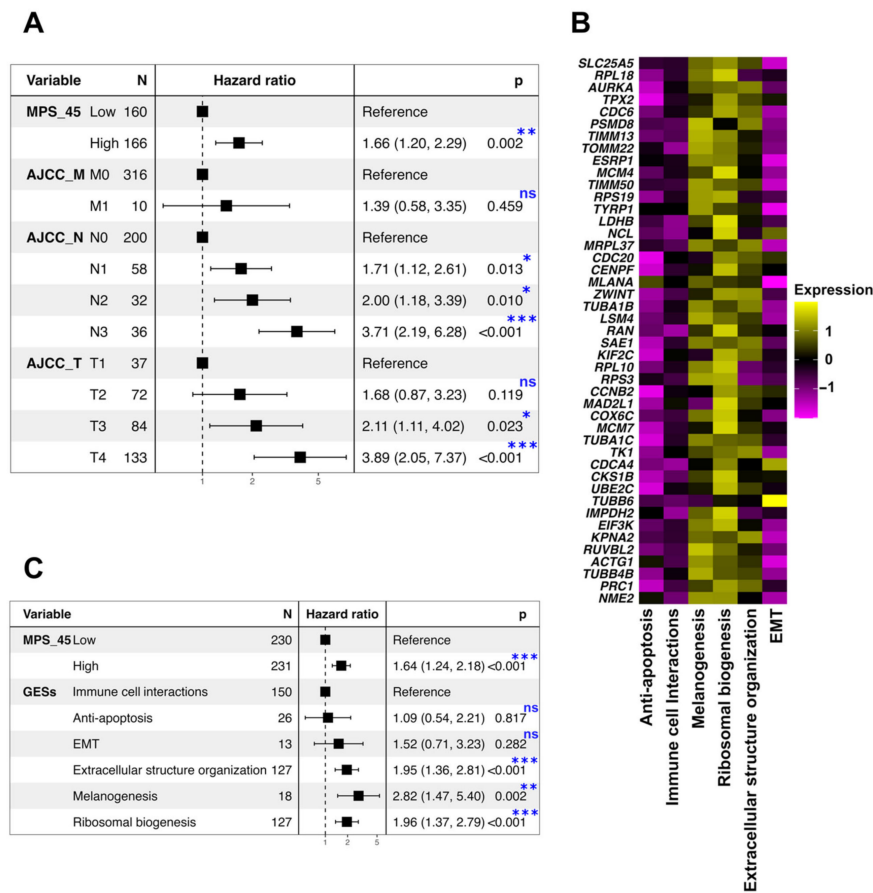 A
Variable N Hazard ratio p
MPS_45 Low 160 Reference
High 166 1.66 (1.20, 2.29) 0.002 **
AJCC_M M0 316 Reference
M1 10 1.39 (0.58, 3.35) 0.459 ns
AJCC_N N0 200 Reference
N1 58 1.71 (1.12, 2.61) 0.013 *
N2 32 2.00 (1.18, 3.39) 0.010 *
N3 36 3.71 (2.19, 6.28) <0.001 ***
AJCC_T T1 37 Reference
T2 72 1.68 (0.87, 3.23) 0.119 ns
T3 84 2.11 (1.11, 4.02) 0.023 *
T4 133 3.89 (2.05, 7.37) <0.001 ***
1 2 5
B
SLC25A5
RPL18
AURKA
TPX2
CDC6
PSMD8
TIMM13
TOMM22
ESRP1
MCM4
TIMM50
RPS19
TYRP1
LDHB
NCL
MRPL37
CDC20
CENPF
MLANA
ZWINT
TUBA1B
LSM4
RAN
SAE1
KIF2C
RPL10
RPS3
CCNB2
MAD2L1
COX6C
MCM7
TUBA1C
TK1
CDCA4
CKS1B
UBE2C
TUBB6
IMPDH2
EIF3K
KPNA2
RUVBL2
ACTG1
TUBB4B
PRC1
NME2
Anti-apoptosis
Immune cell Interactions
Melanogenesis
Ribosomal biogenesis
Extracellular structure organization
EMT
Expression
1
0
−1
C
Variable N Hazard ratio p
MPS_45 Low 230 Reference
High 231 1.64 (1.24, 2.18) <0.001 ***
GESs Immune cell interactions 150 Reference
Anti-apoptosis 26 1.09 (0.54, 2.21) 0.817 ns
EMT 13 1.52 (0.71, 3.23) 0.282 ns
Extracellular structure organization 127 1.95 (1.36, 2.81) <0.001 ***
Melanogenesis 18 2.82 (1.47, 5.40) 0.002 **
Ribosomal biogenesis 127 1.96 (1.37, 2.79) <0.001 ***
1 2 5